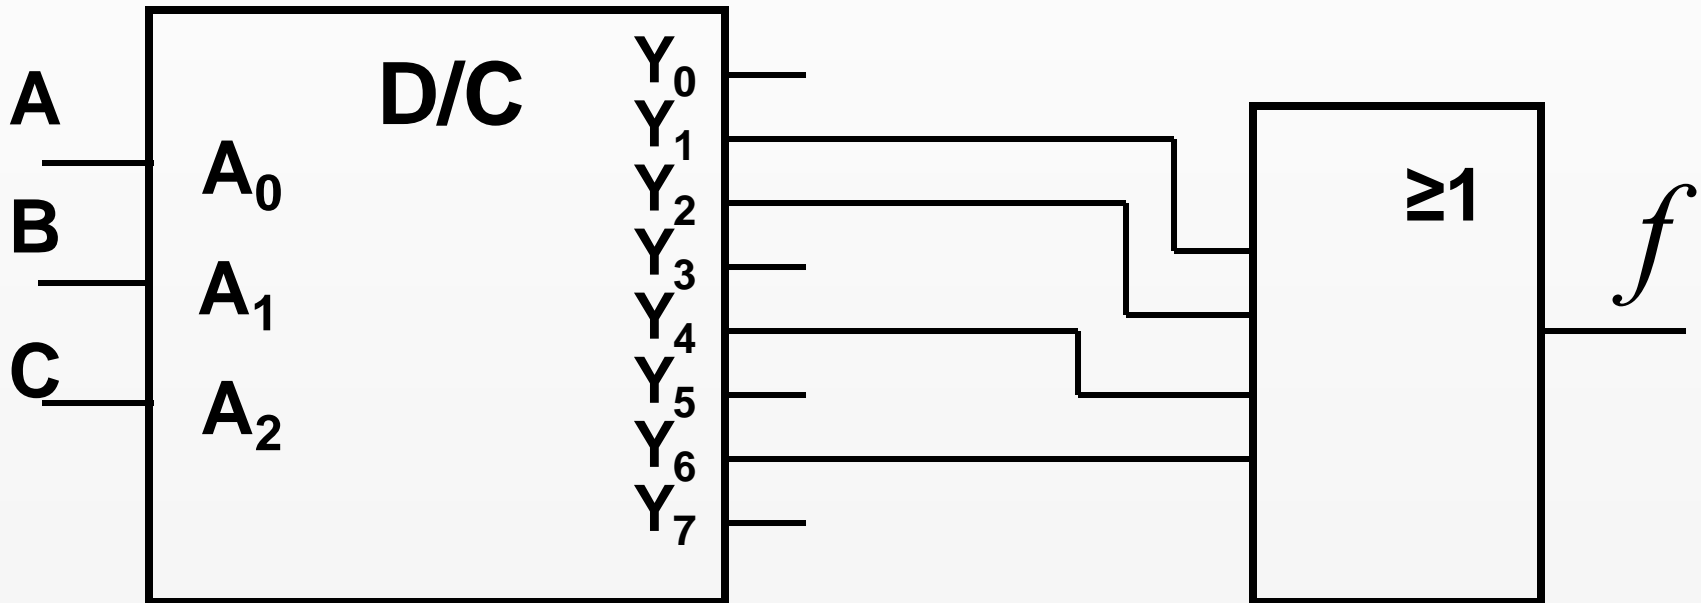 A
B
C
D/C
A₀
A₁
A₂
Y₀
Y₁
Y₂
Y₃
Y₄
Y₅
Y₆
Y₇
≥1
f